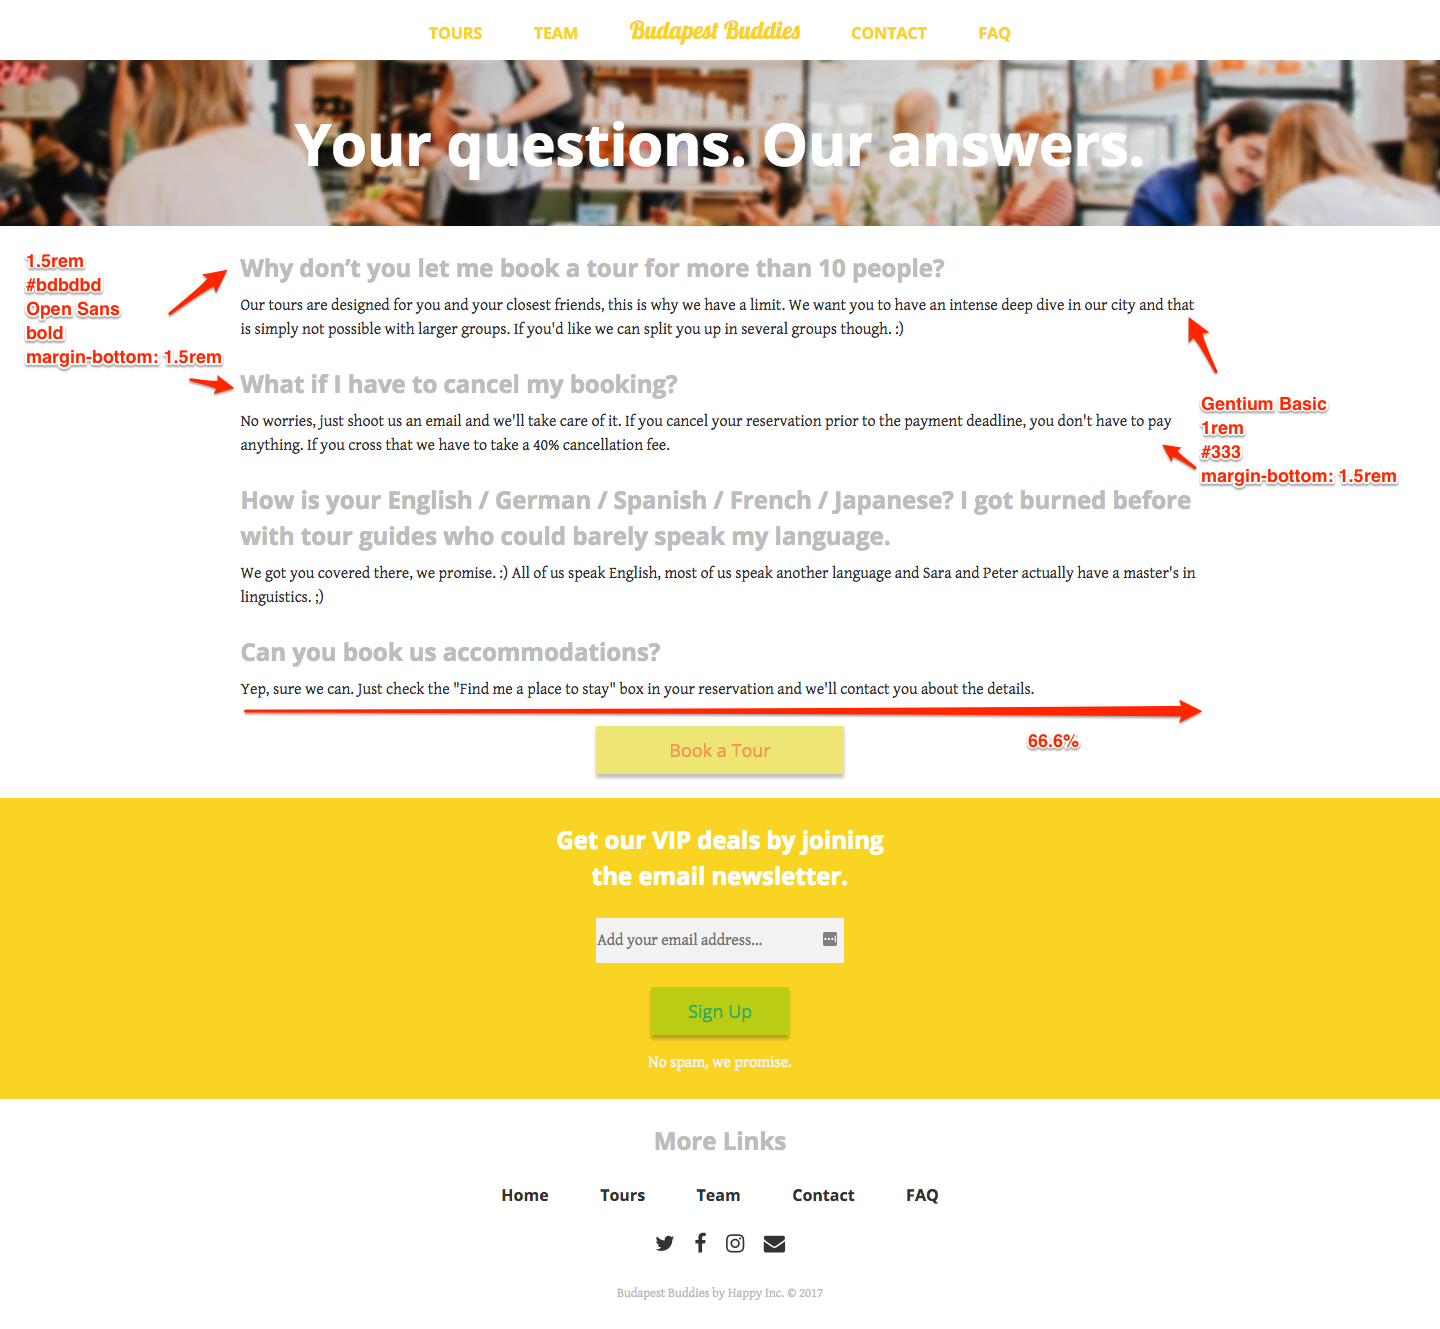 TOURS TEAM Budapest Buddies CONTACT FAQ
Your questions. Our answers.
1.5rem
#bdbdbd
Open Sans
bold
margin-bottom: 1.5rem
Why don’t you let me book a tour for more than 10 people?
Our tours are designed for you and your closest friends, this is why we have a limit. We want you to have an intense deep dive in our city and that
is simply not possible with larger groups. If you'd like we can split you up in several groups though. :)
What if I have to cancel my booking?
No worries, just shoot us an email and we'll take care of it. If you cancel your reservation prior to the payment deadline, you don't have to pay
anything. If you cross that we have to take a 40% cancellation fee.
Gentium Basic
1rem
#333
margin-bottom: 1.5rem
How is your English / German / Spanish / French / Japanese? I got burned before
with tour guides who could barely speak my language.
We got you covered there, we promise. :) All of us speak English, most of us speak another language and Sara and Peter actually have a master's in
linguistics. ;)
Can you book us accommodations?
Yep, sure we can. Just check the "Find me a place to stay" box in your reservation and we'll contact you about the details.
66.6%
Book a Tour
Get our VIP deals by joining
the email newsletter.
Add your email address...
Sign Up
No spam, we promise.
More Links
Home Tours Team Contact FAQ
Budapest Buddies by Happy Inc. © 2017